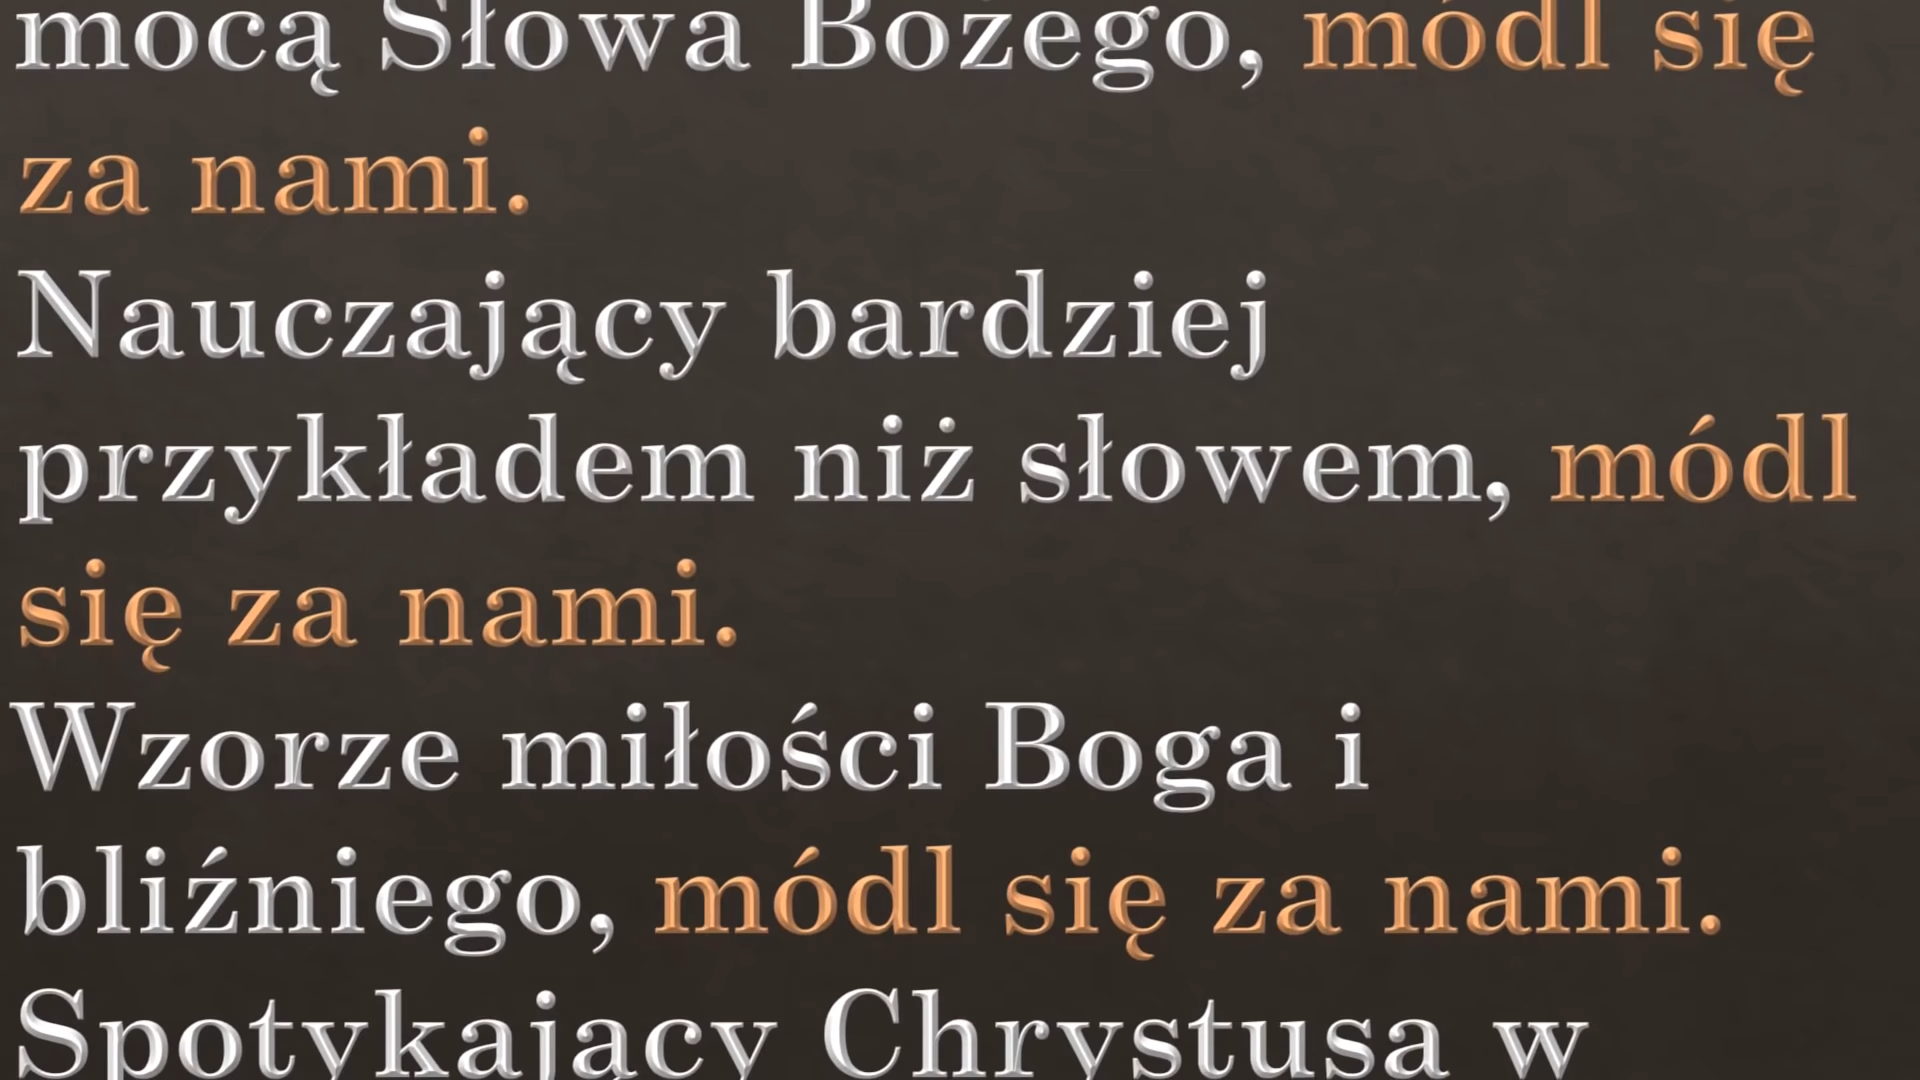 mocą Słowa Bożego, módl się
za nami.
Nauczający bardziej
przykładem niż słowem, módl
się za nami.
Wzorze miłości Boga i
bliźniego, módl się za nami.
Spotykający Chrystusa w